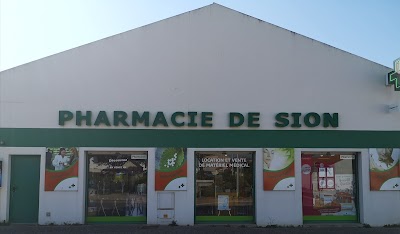 PHARMACIE DE SION
LOCATION ET VENTE
DE MATERIEL MEDICAL